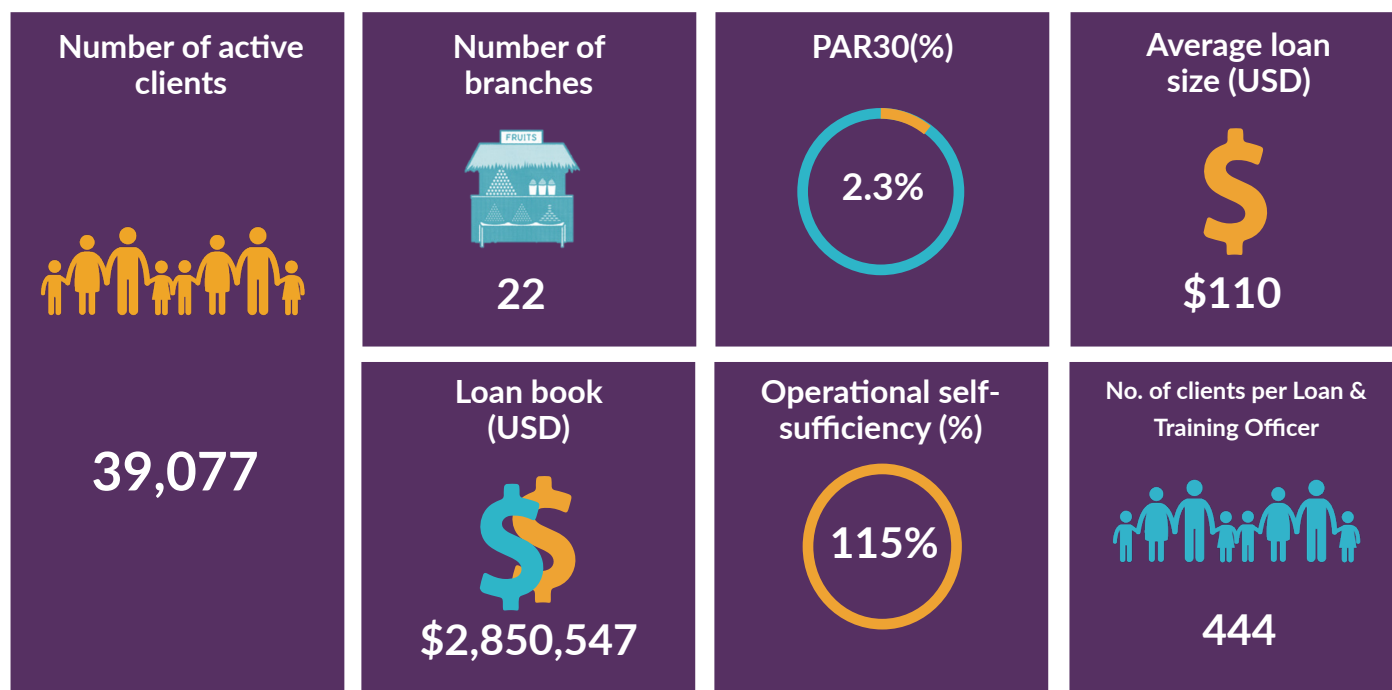 Number of active
clients
39,077
Number of
branches
FRUITS
22
PAR30(%)
2.3%
Average loan
size (USD)
$110
Loan book
(USD)
$2,850,547
Operational self-
sufficiency (%)
115%
No. of clients per Loan &
Training Officer
444